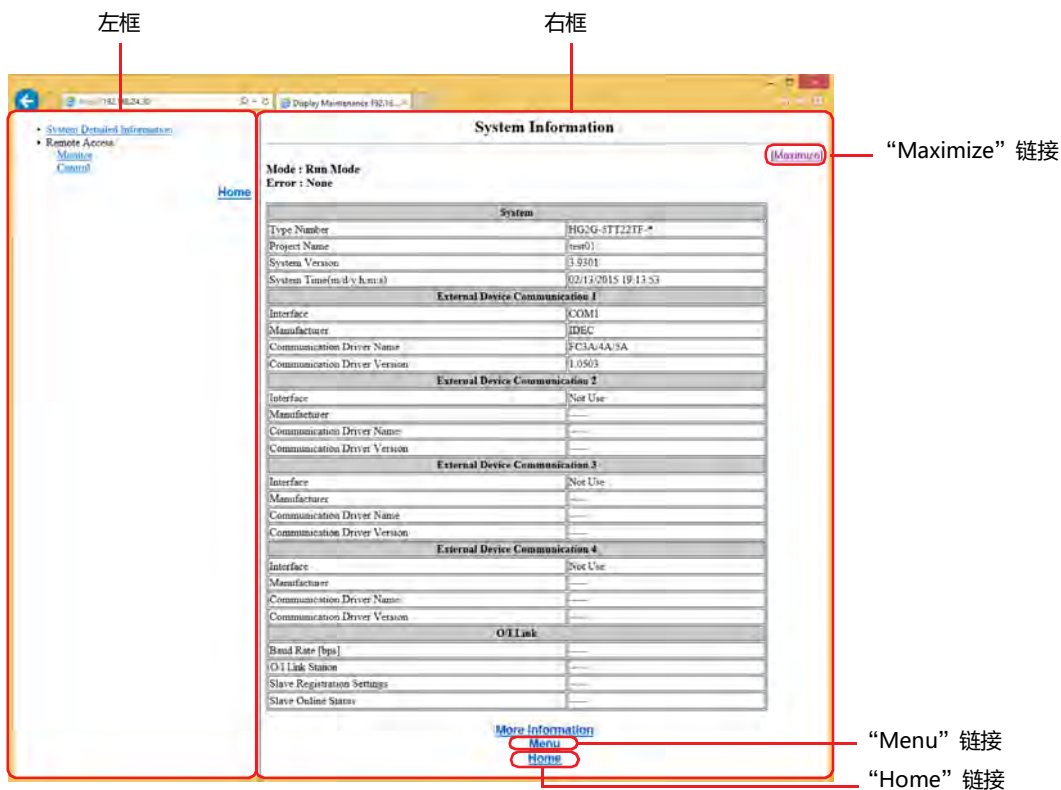 左框
右框
Display Maintenance 192.16...
• System Detailed Information
• Remote Access
Monitor
Control
Home
System Information
[Maximize]
“Maximize”链接
Mode : Run Mode
Error : None
System
Type Number HG2G-5TT22TF-*
Project Name test01
System Version 3.9301
System Time(m/d/y h:m:s) 02/13/2015 19:13:53
External Device Communication 1
Interface COM1
Manufacturer IDEC
Communication Driver Name FC3A/4A/5A
Communication Driver Version 1.0503
External Device Communication 2
Interface Not Use
Manufacturer -----
Communication Driver Name -----
Communication Driver Version -----
External Device Communication 3
Interface Not Use
Manufacturer -----
Communication Driver Name -----
Communication Driver Version -----
External Device Communication 4
Interface Not Use
Manufacturer -----
Communication Driver Name -----
Communication Driver Version -----
O/I Link
Baud Rate [bps] -----
O/I Link Station -----
Slave Registration Settings -----
Slave Online Status -----
More Information
Menu
“Menu”链接
Home
“Home”链接